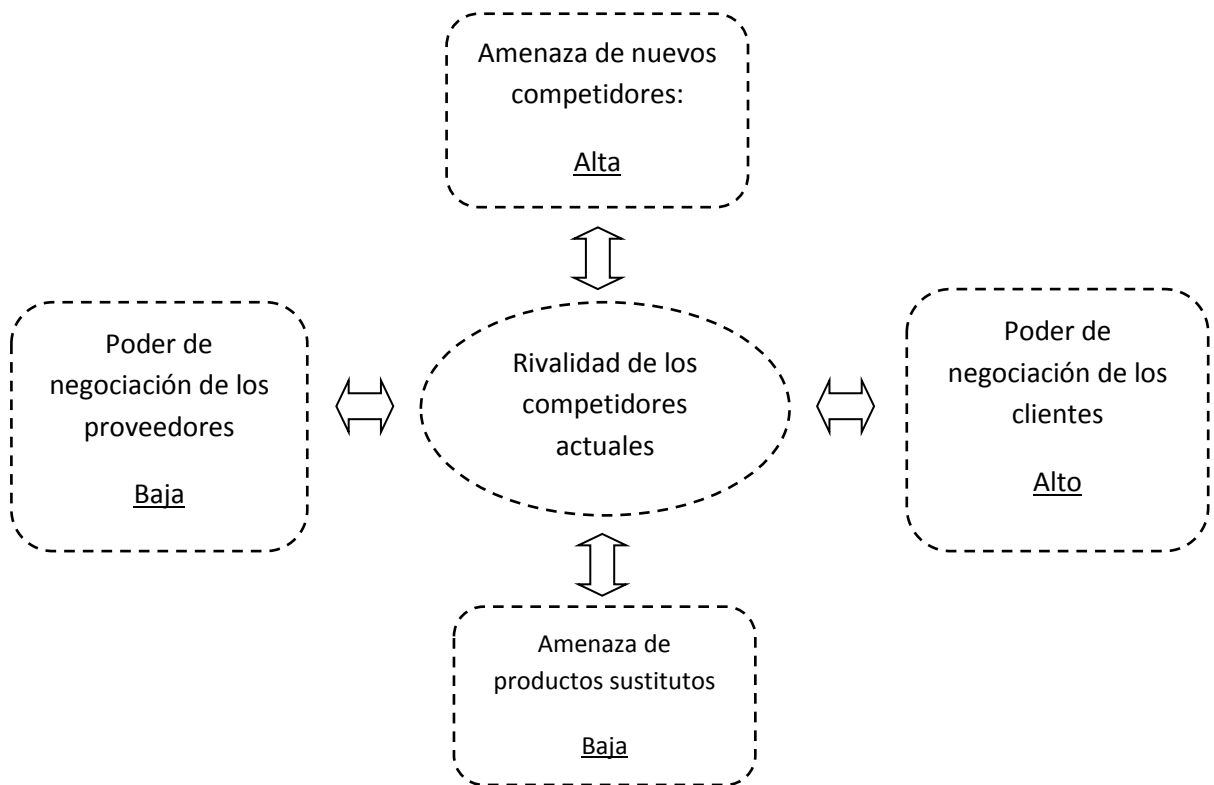 Amenaza de nuevos
competidores:
Alta
Poder de
negociación de los
proveedores
Baja
Rivalidad de los
competidores
actuales
Poder de
negociación de los
clientes
Alto
Amenaza de
productos sustitutos
Baja